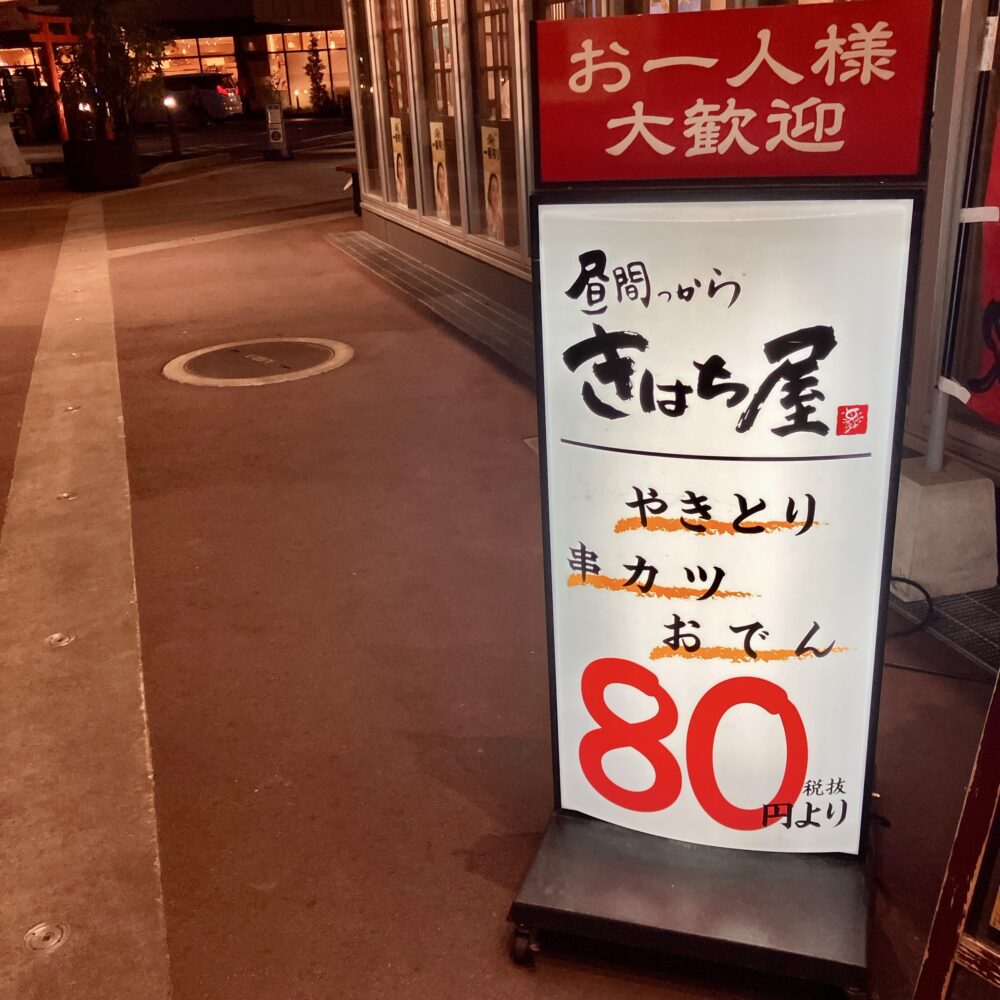 お一人様
大歓迎
昼間っから
きはち屋
やきとり
串カツ
おでん
80
税抜
円より